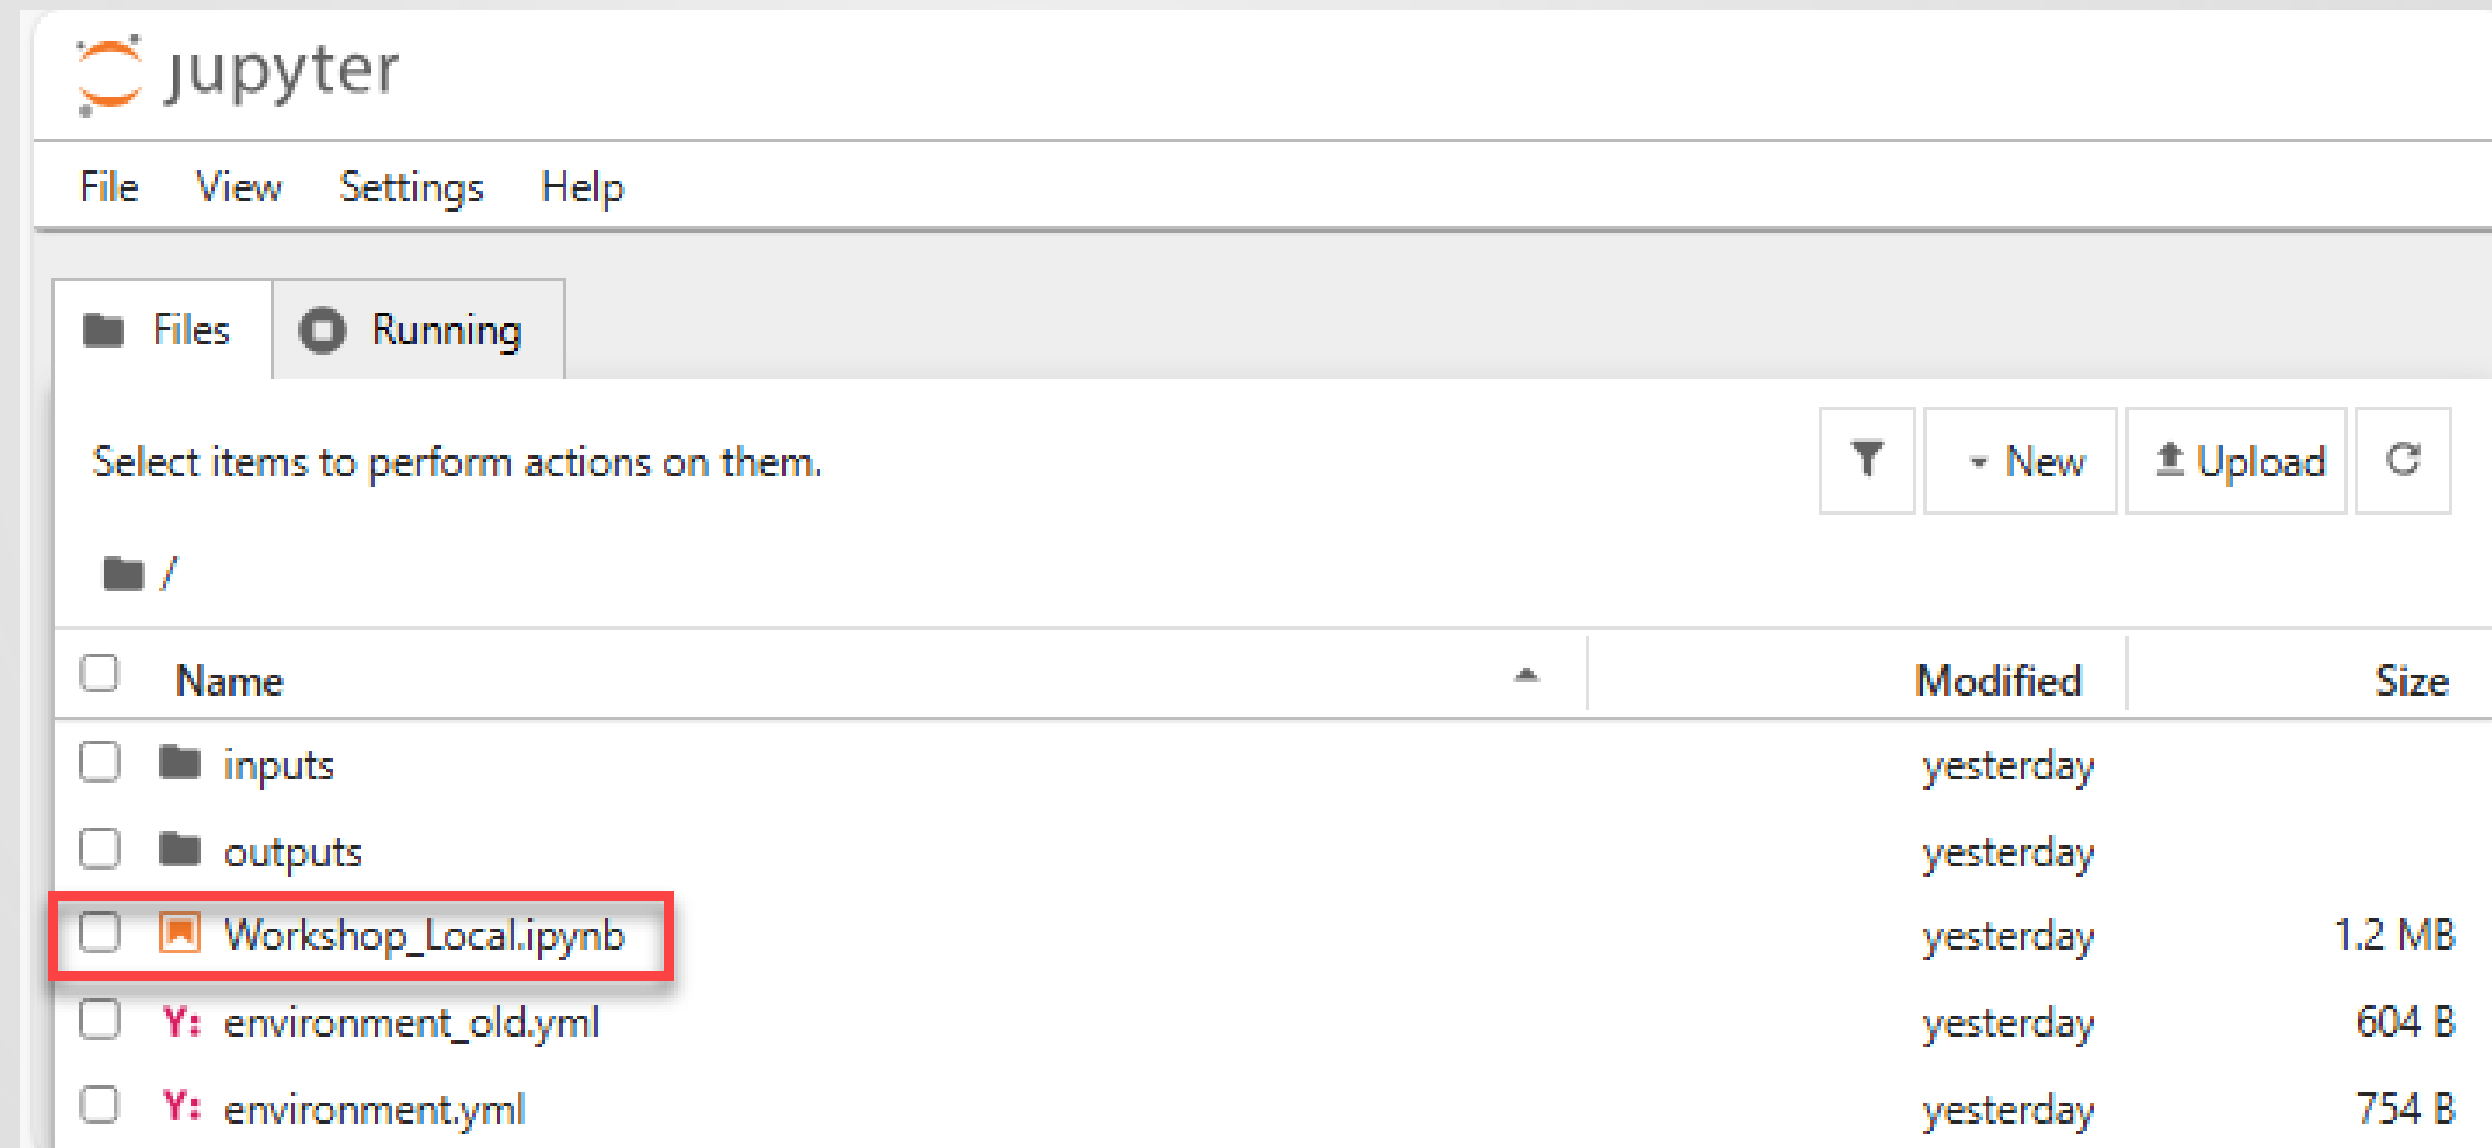 jupyter
File View Settings Help
Files Running
Select items to perform actions on them. New Upload
/
Name Modified Size
inputs yesterday
outputs yesterday
Workshop_Local.ipynb yesterday 1.2 MB
Y: environment_old.yml yesterday 604 B
Y: environment.yml yesterday 754 B